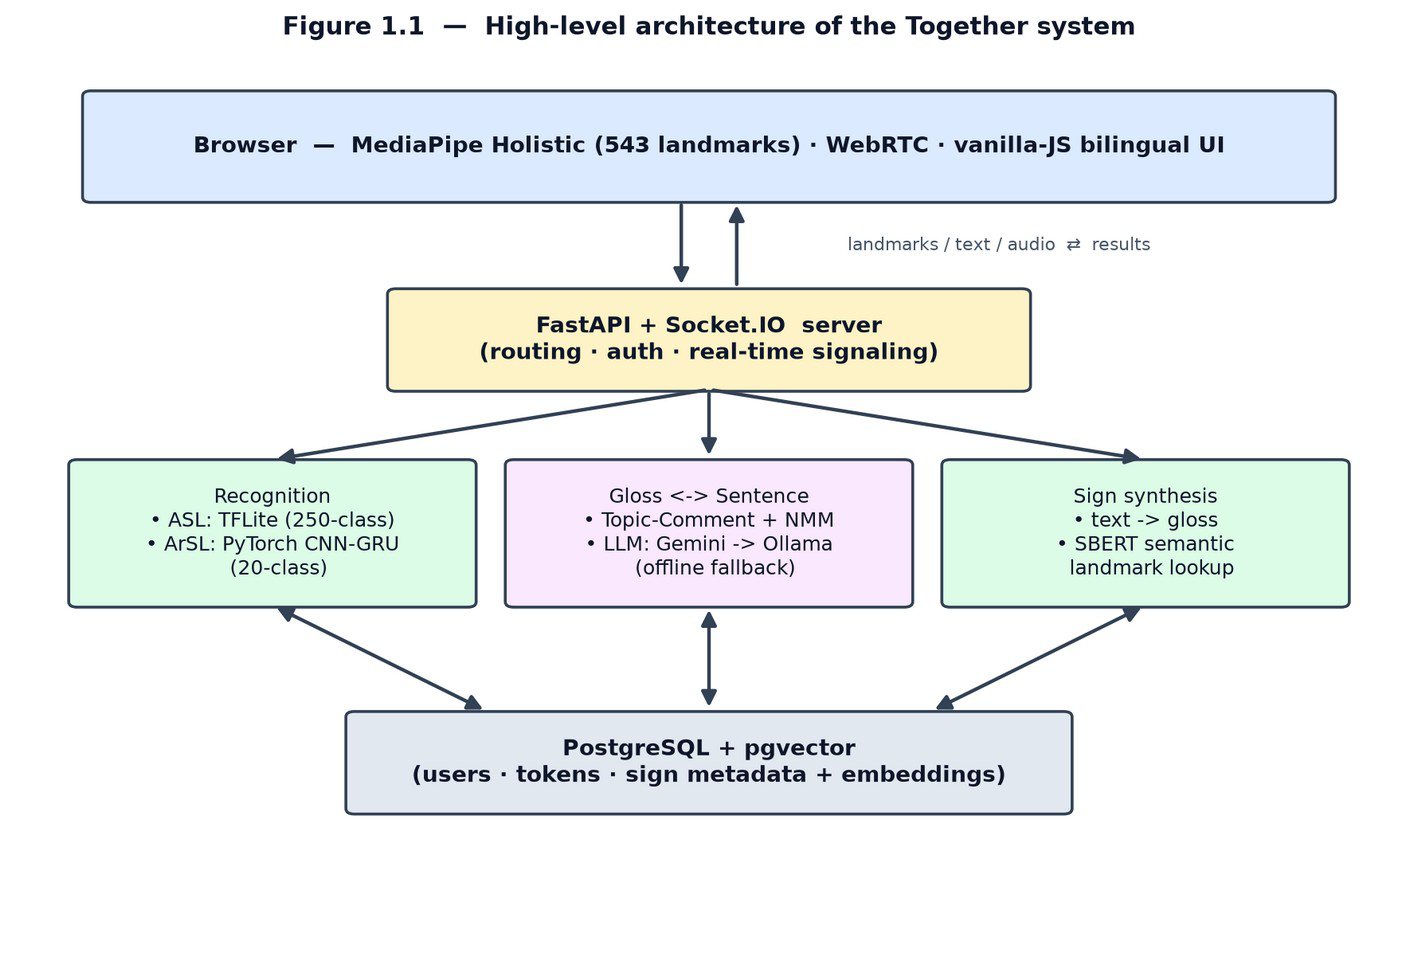 Figure 1.1 — High-level architecture of the Together system
Browser — MediaPipe Holistic (543 landmarks) · WebRTC · vanilla-JS bilingual UI
landmarks / text / audio ⇄ results
FastAPI + Socket.IO server
(routing · auth · real-time signaling)
Recognition
• ASL: TFLite (250-class)
• ArSL: PyTorch CNN-GRU
(20-class)
Gloss <-> Sentence
• Topic-Comment + NMM
• LLM: Gemini -> Ollama
(offline fallback)
Sign synthesis
• text -> gloss
• SBERT semantic
landmark lookup
PostgreSQL + pgvector
(users · tokens · sign metadata + embeddings)